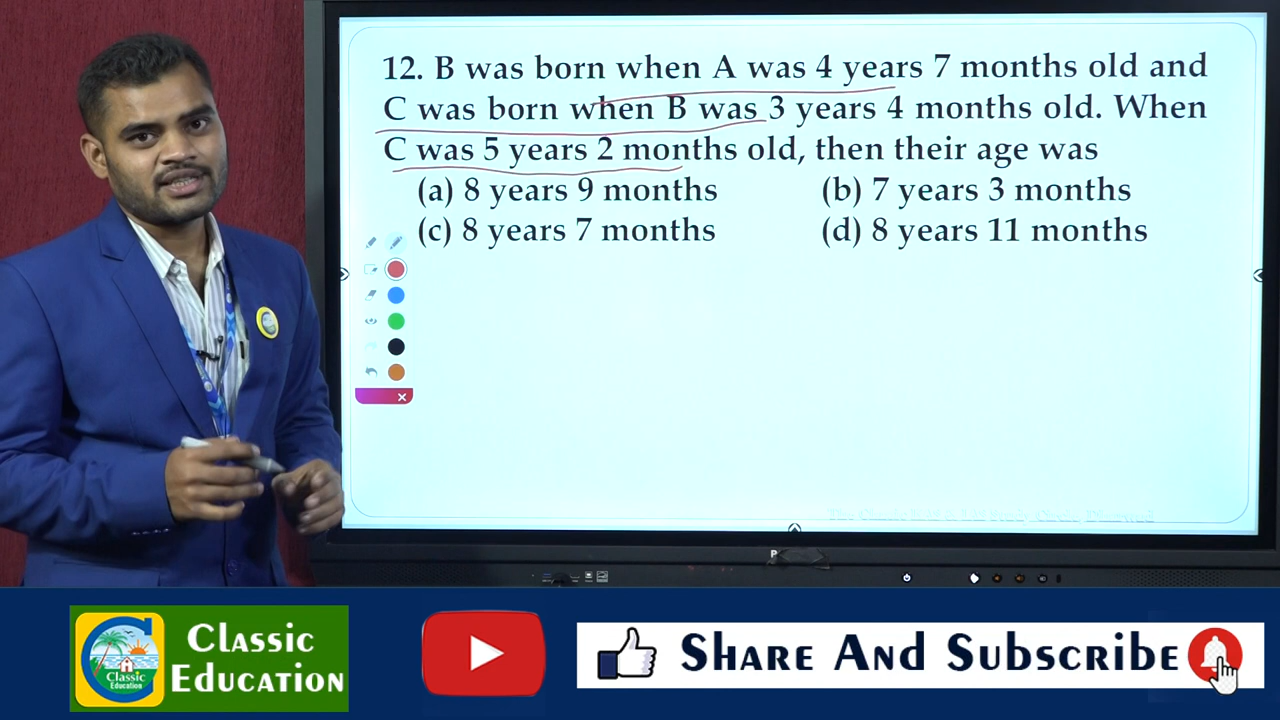 12. B was born when A was 4 years 7 months old and
C was born when B was 3 years 4 months old. When
C was 5 years 2 months old, then their age was
(a) 8 years 9 months (b) 7 years 3 months
(c) 8 years 7 months (d) 8 years 11 months
Classic
Education
Classic
Education
Share And Subscribe